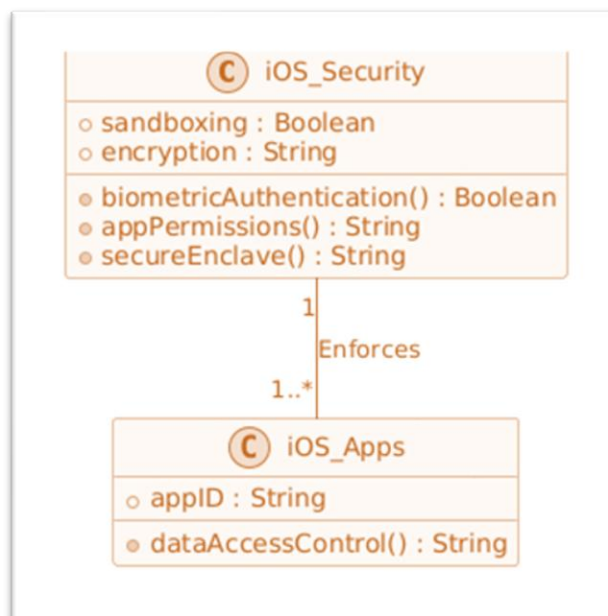 C iOS_Security
sandboxing : Boolean
encryption : String
biometricAuthentication() : Boolean
appPermissions() : String
secureEnclave() : String
1
Enforces
1..*
C iOS_Apps
appID : String
dataAccessControl() : String